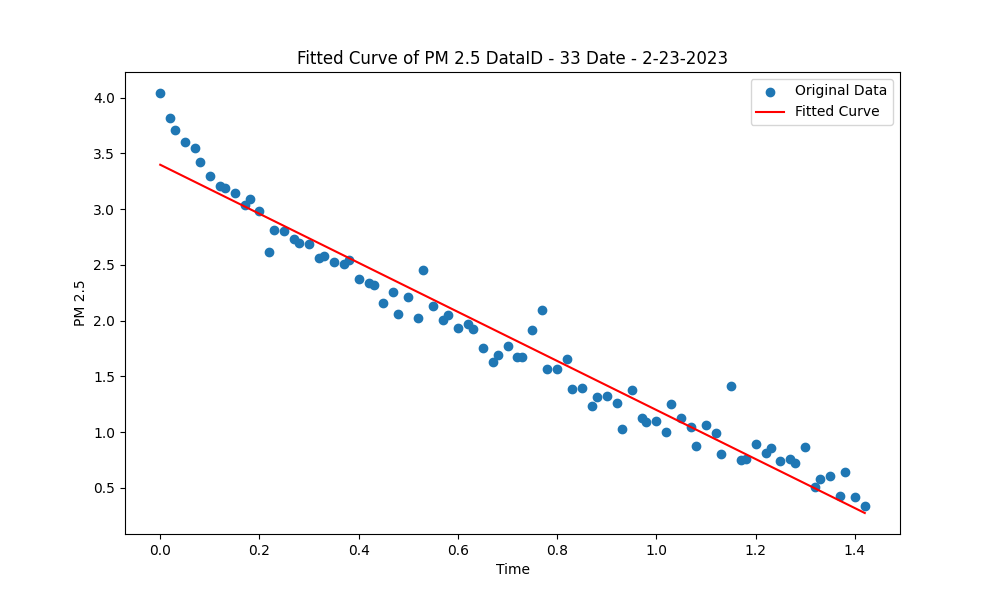 Fitted Curve of PM 2.5 DataID - 33 Date - 2-23-2023
Original Data
Fitted Curve
4.0
3.5
3.0
2.5
2.0
1.5
1.0
0.5
PM 2.5
0.0 0.2 0.4 0.6 0.8 1.0 1.2 1.4
Time